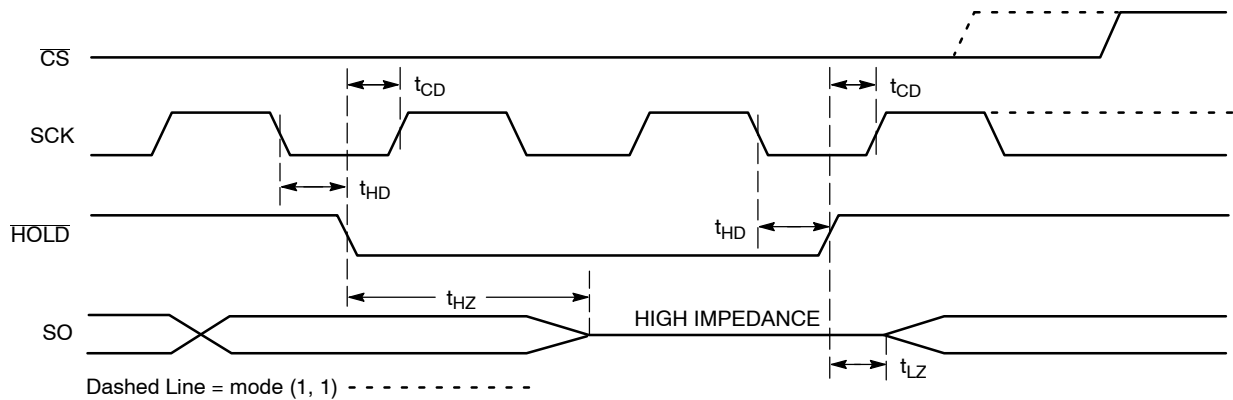 CS
tCD
tCD
SCK
tHD
HOLD
tHD
tHZ
HIGH IMPEDANCE
SO
tLZ
Dashed Line = mode (1, 1)